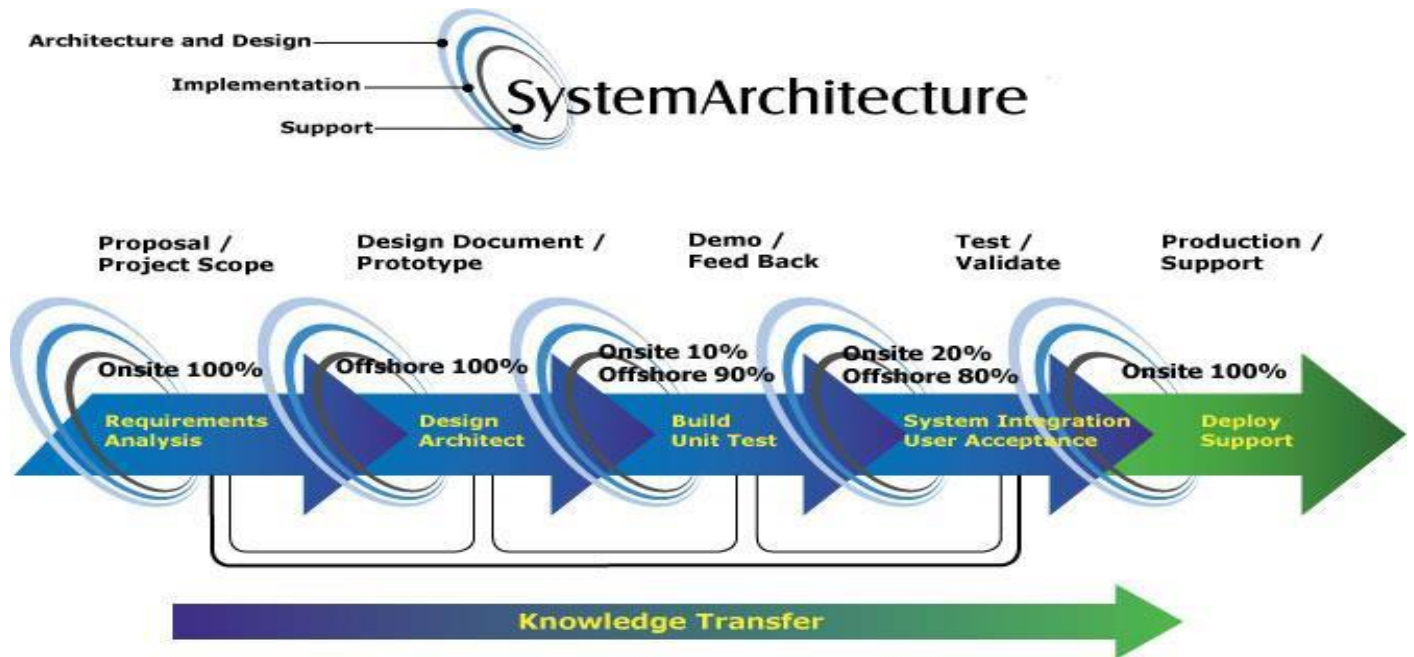 Architecture and Design
Implementation
Support
SystemArchitecture
Proposal /
Project Scope
Design Document /
Prototype
Demo /
Feed Back
Test /
Validate
Production /
Support
Onsite 100%
Offshore 100%
Onsite 10%
Offshore 90%
Onsite 20%
Offshore 80%
Onsite 100%
Requirements
Analysis
Design
Architect
Build
Unit Test
System Integration
User Acceptance
Deploy
Support
Knowledge Transfer